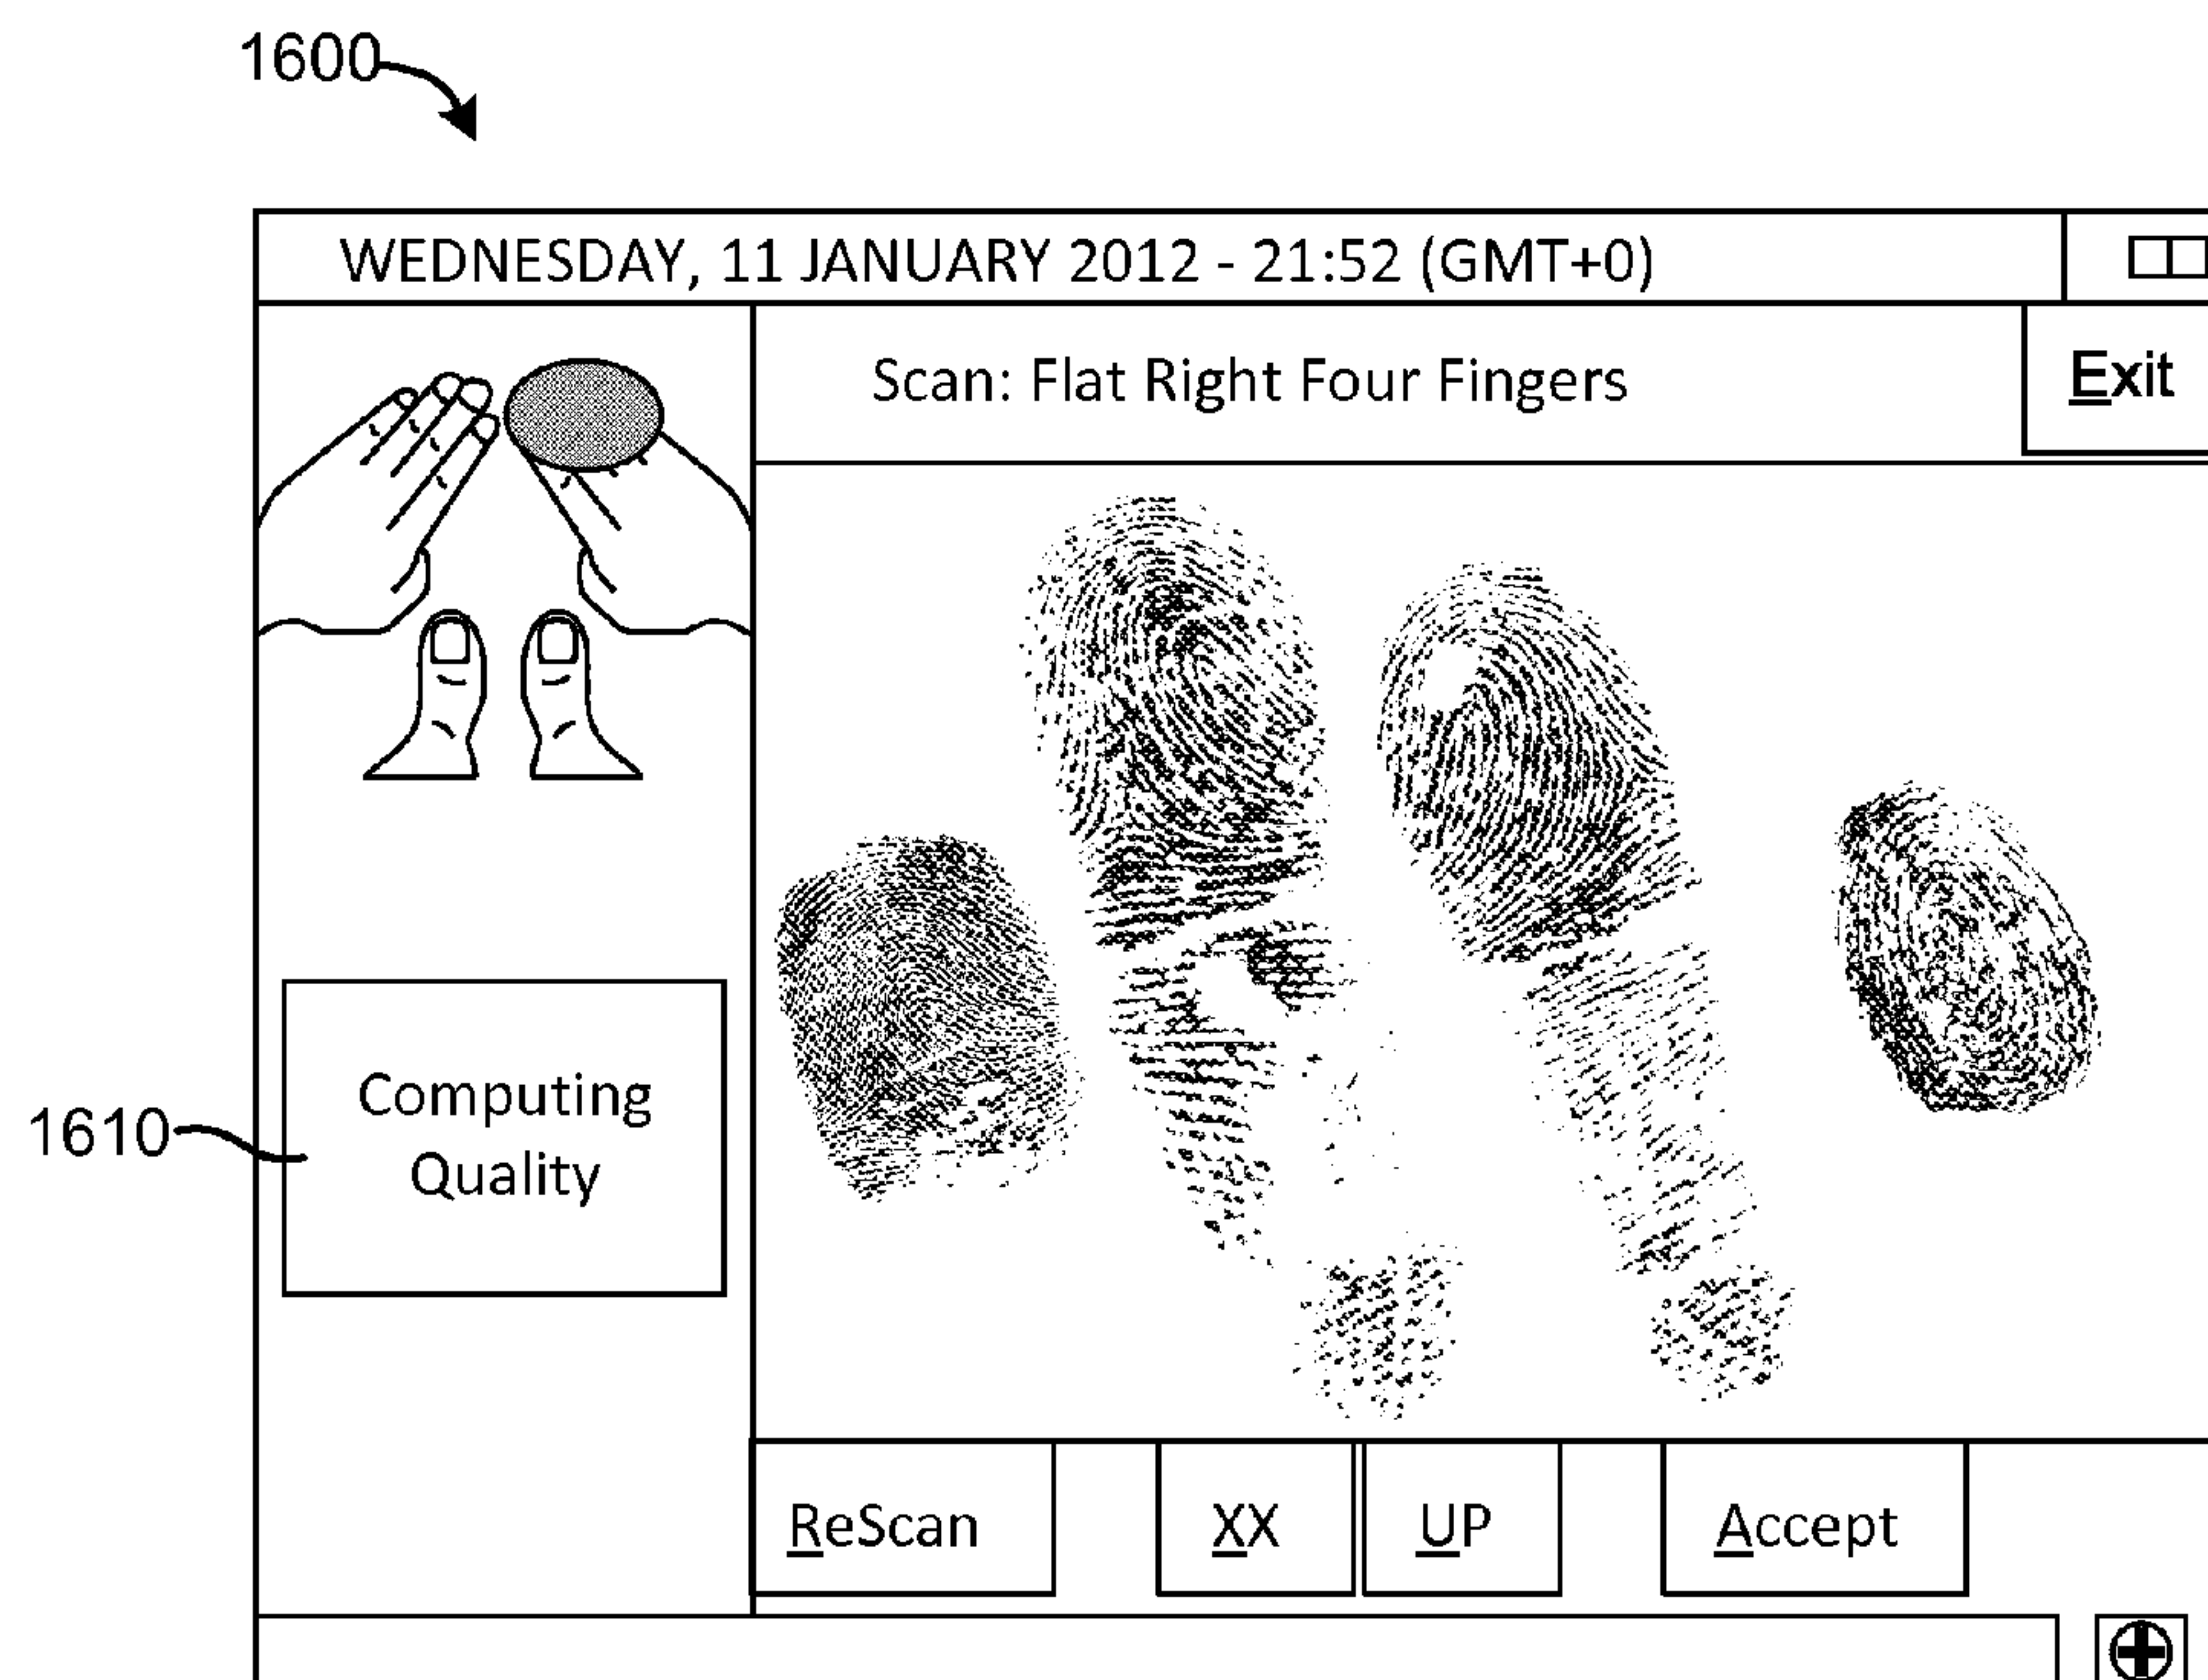 1600
WEDNESDAY, 11 JANUARY 2012 - 21:52 (GMT+0)
Scan: Flat Right Four Fingers
Exit
Computing
Quality
1610
ReScan
XX
UP
Accept